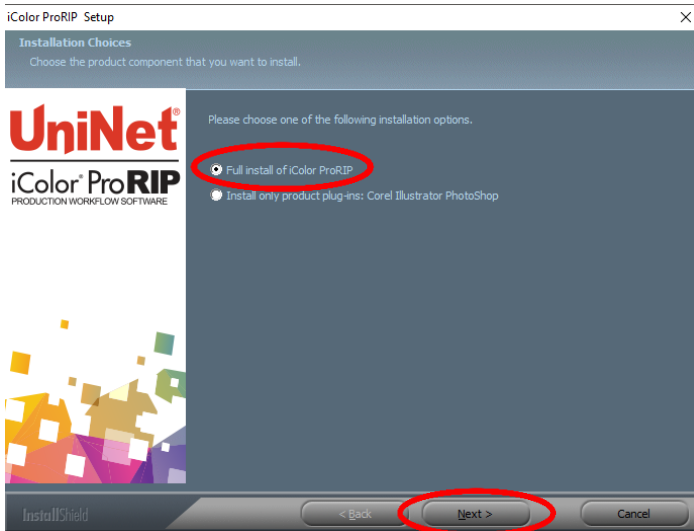 iColor ProRIP Setup
Installation Choices
Choose the product component that you want to install.
UniNet®
iColor® ProRIP
PRODUCTION WORKFLOW SOFTWARE
Please choose one of the following installation options.
Full install of iColor ProRIP
Install only product plug-ins: Corel Illustrator PhotoShop
InstallShield
< Back
Next >
Cancel